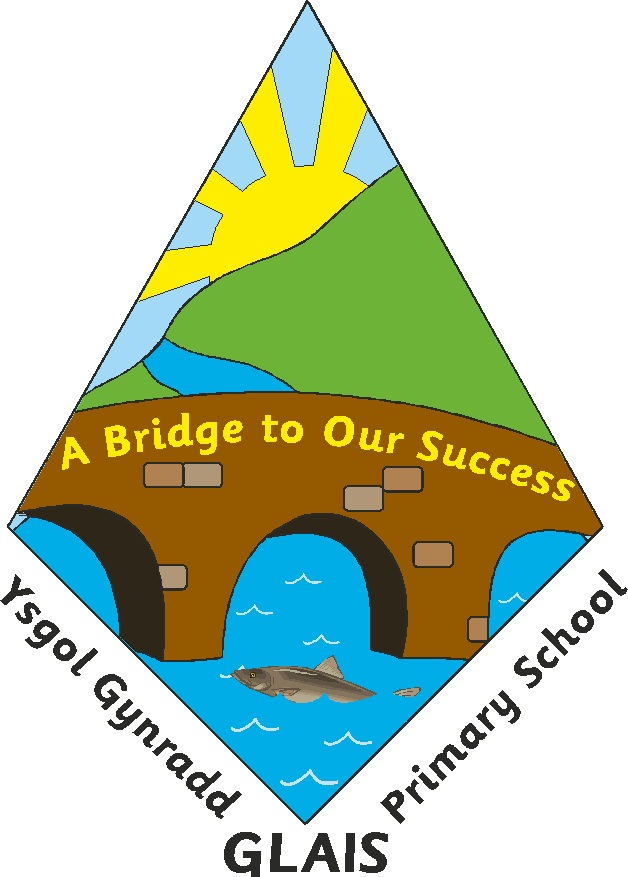 A Bridge to Our Success
Ysgol Gynradd
Primary School
GLAIS